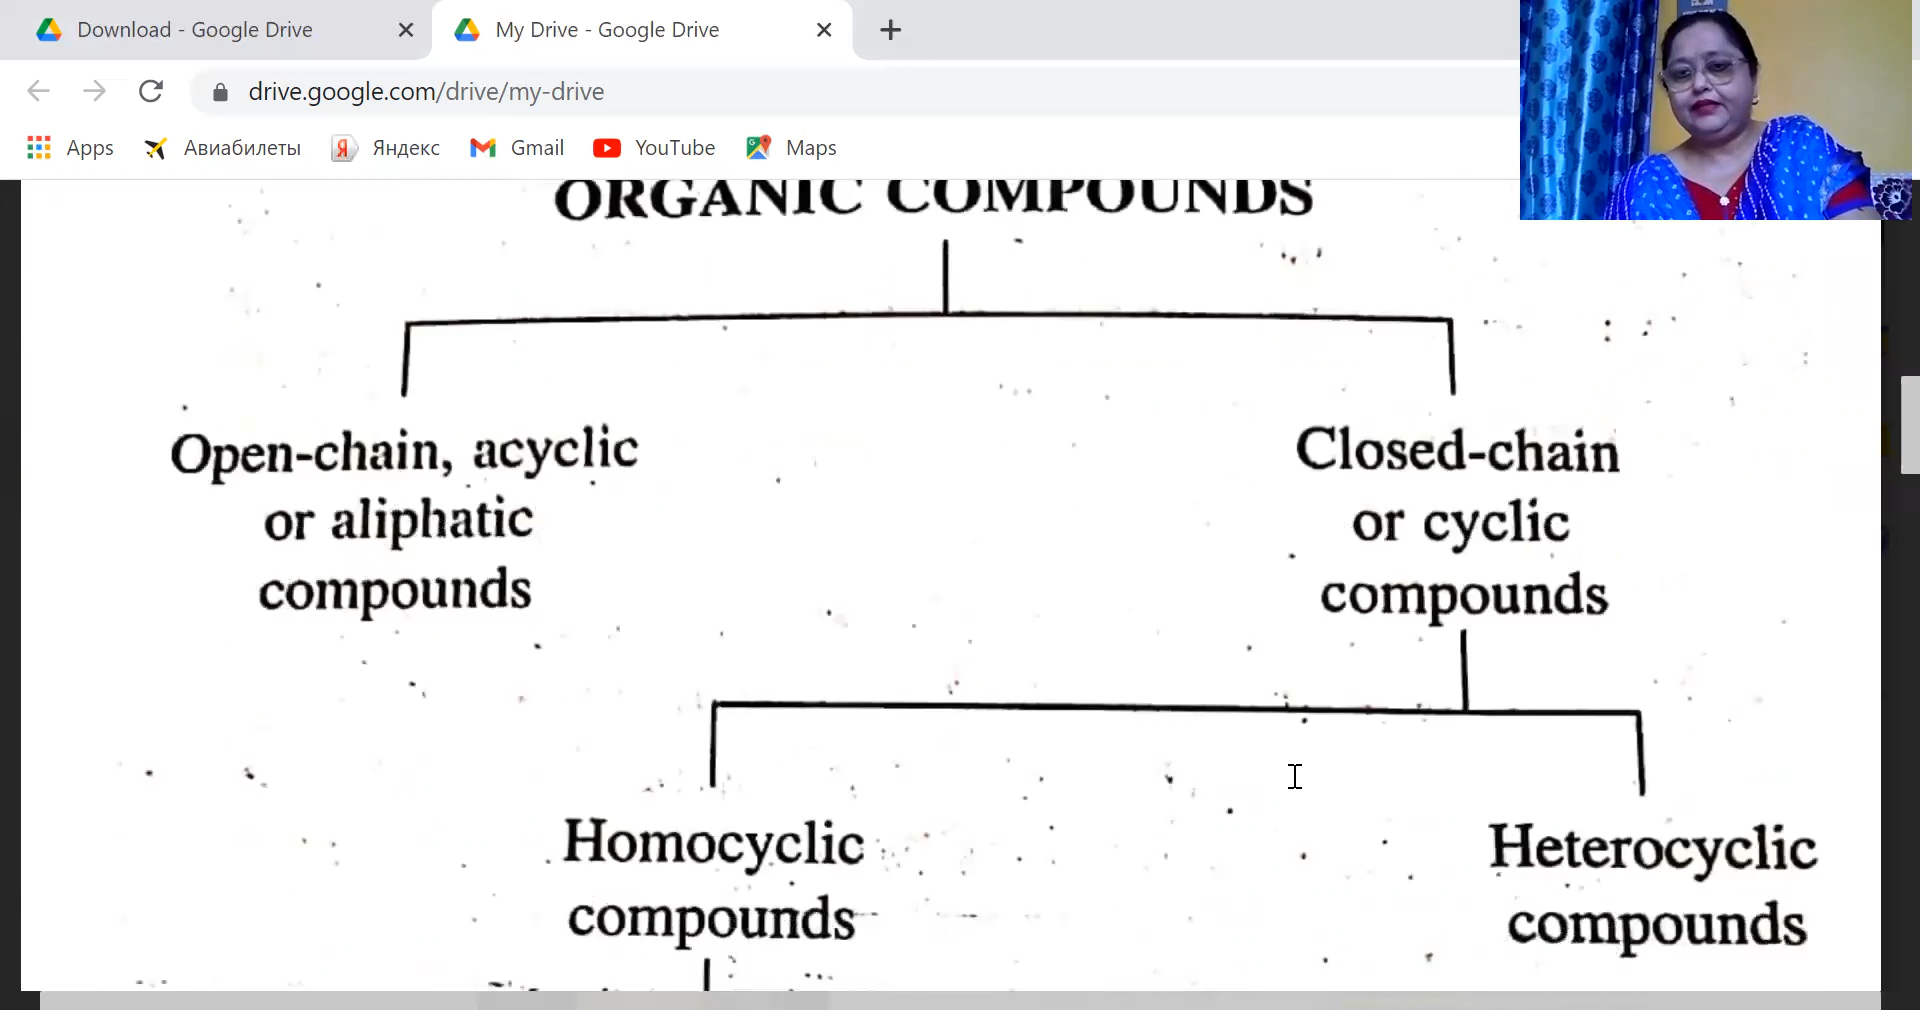 Download - Google Drive
My Drive - Google Drive
drive.google.com/drive/my-drive
Apps
Авиабилеты
Яндекс
Gmail
YouTube
Maps
ORGANIC COMPOUNDS
Open-chain, acyclic
or aliphatic
compounds
Closed-chain
or cyclic
compounds
Homocyclic
compounds
Heterocyclic
compounds